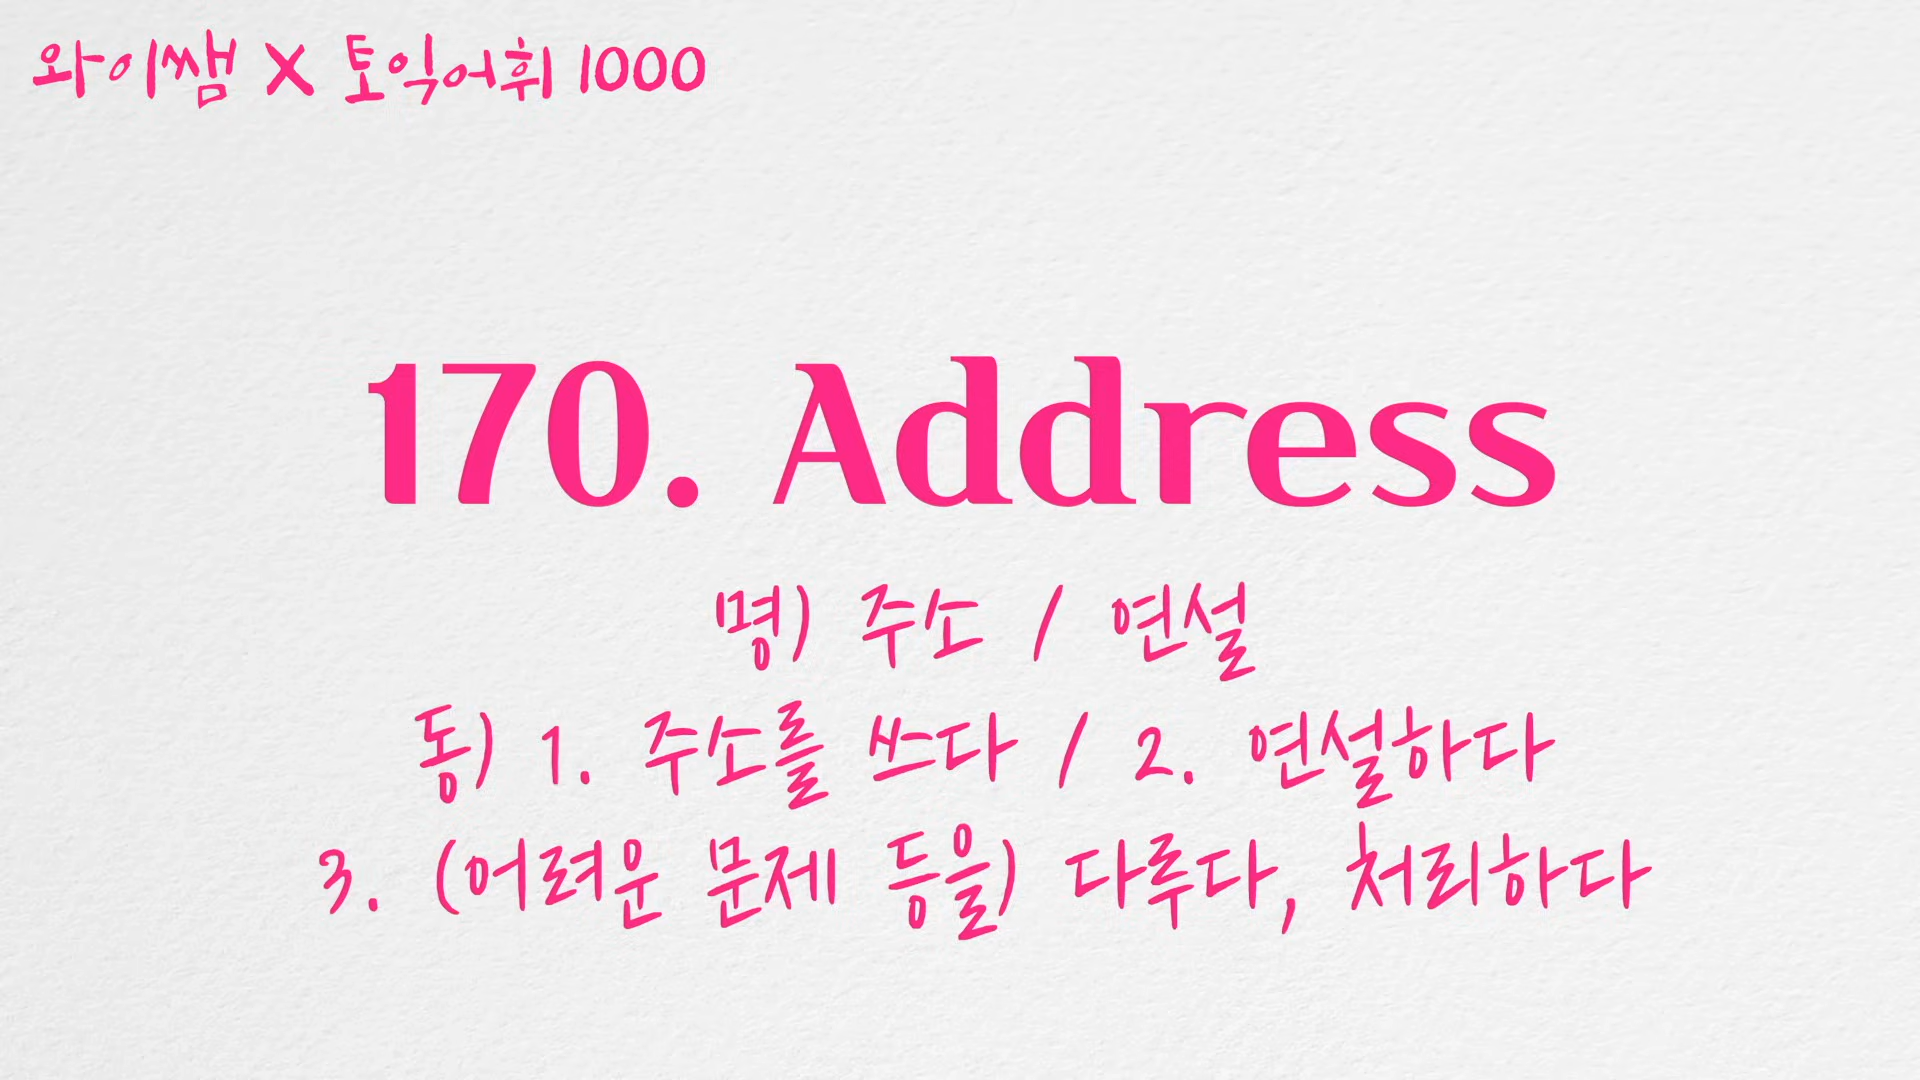 와이쌤 X 토익어휘 1000
170. Address
명) 주소 / 연설
동) 1. 주소를 쓰다 / 2. 연설하다
3. (어려운 문제 등을) 다루다, 처리하다